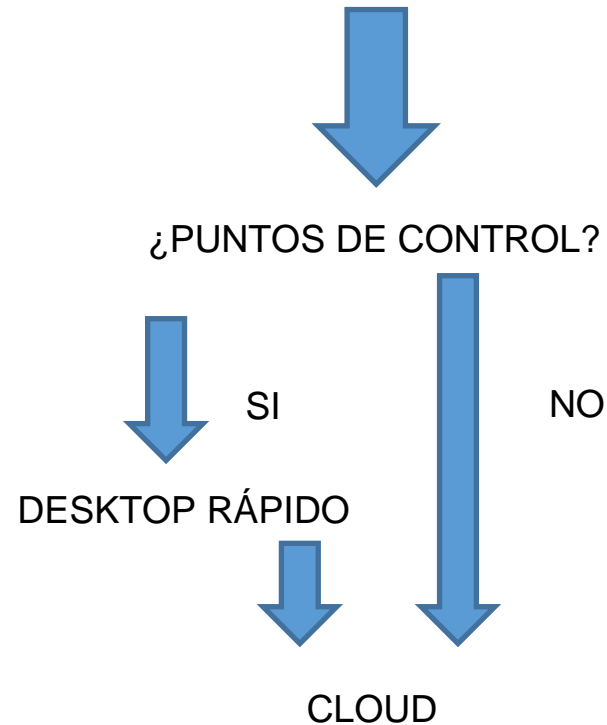 ¿PUNTOS DE CONTROL?
SI
NO
DESKTOP RÁPIDO
CLOUD